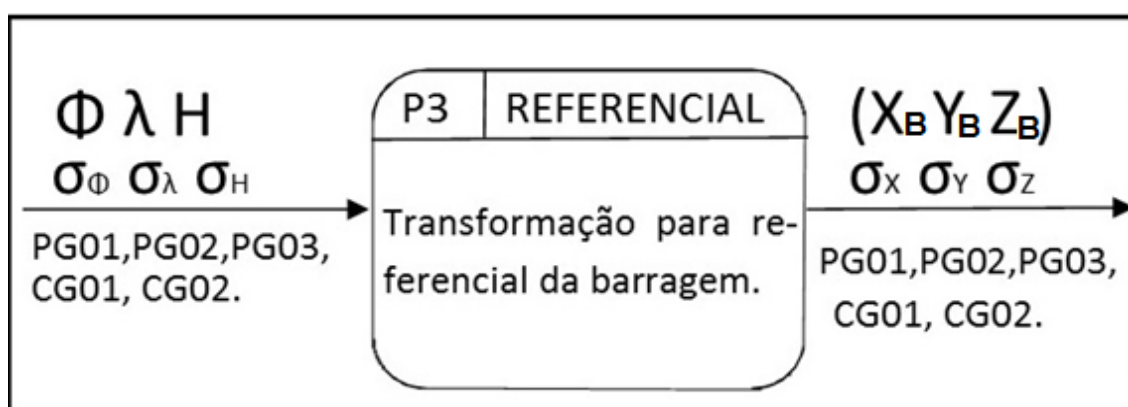 Φ λ H
σΦ σλ σH
PG01,PG02,PG03,
CG01, CG02.
P3 REFERENCIAL
Transformação para re-
ferencial da barragem.
(XB YB ZB)
σX σY σZ
PG01,PG02,PG03,
CG01, CG02.